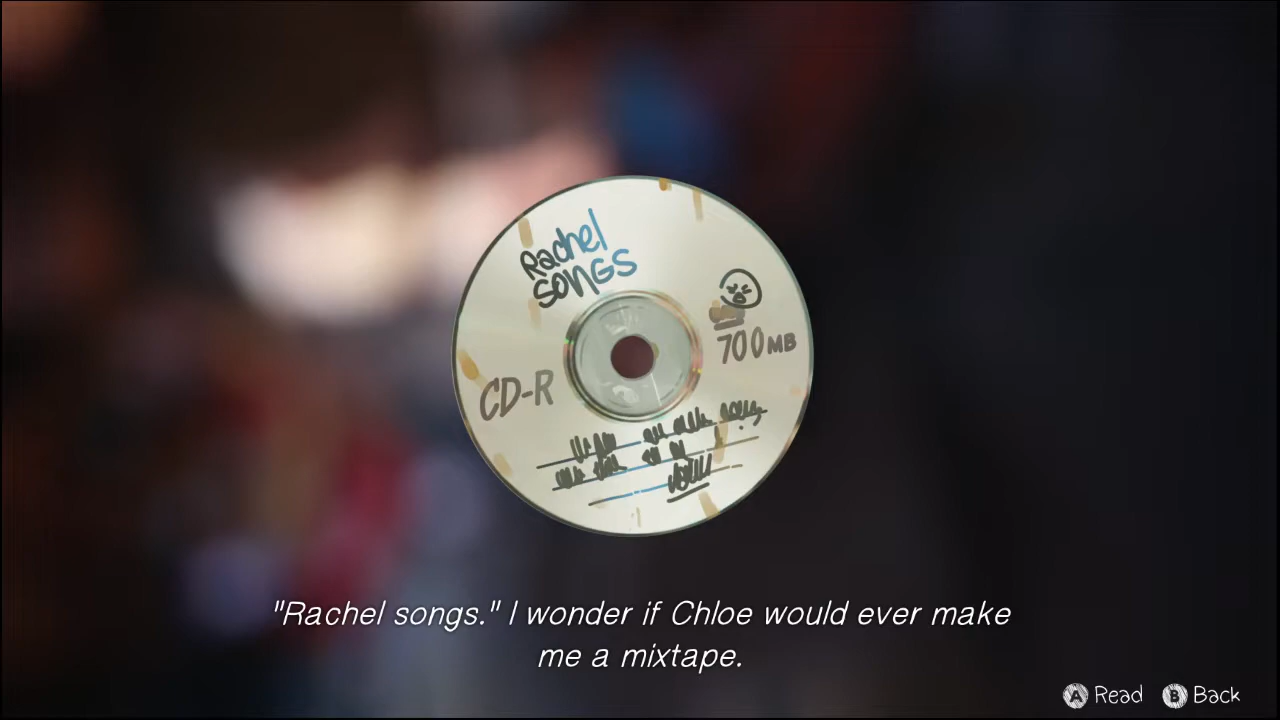 Rachel
SONGS
700MB
CD-R
"Rachel songs." I wonder if Chloe would ever make
me a mixtape.
A Read B Back